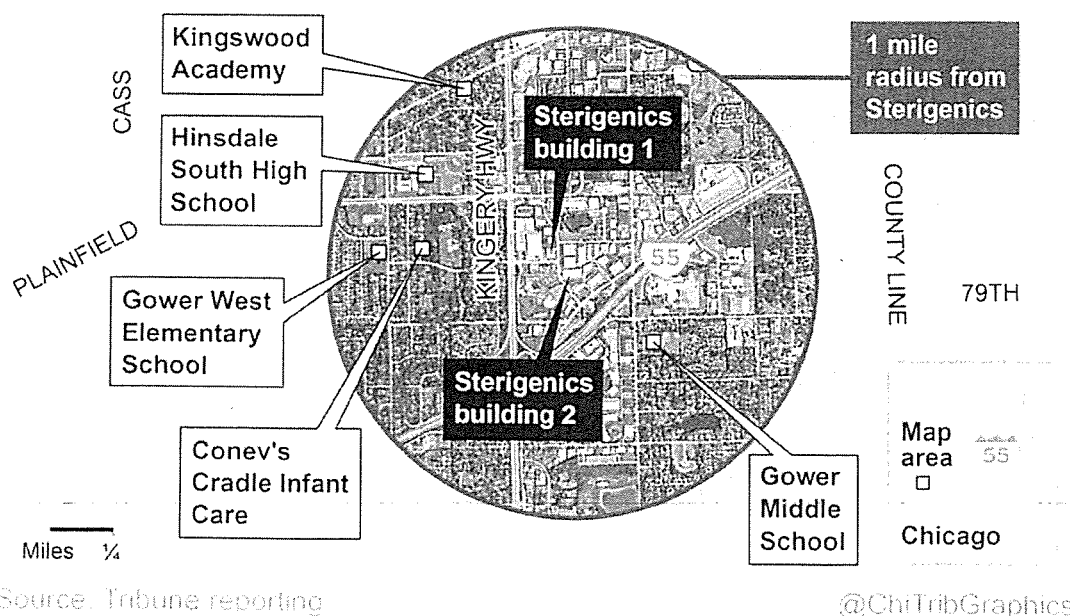 Kingswood
Academy
CASS
Hinsdale
South High
School
PLAINFIELD
Gower West
Elementary
School
Conev's
Cradle Infant
Care
KINGERY HWY
Sterigenics
building 1
Sterigenics
building 2
55
1 mile
radius from
Sterigenics
COUNTY LINE
79TH
Gower
Middle
School
Map
area
55
Chicago
Miles ¼
Source: Tribune reporting
@ChiTribGraphics